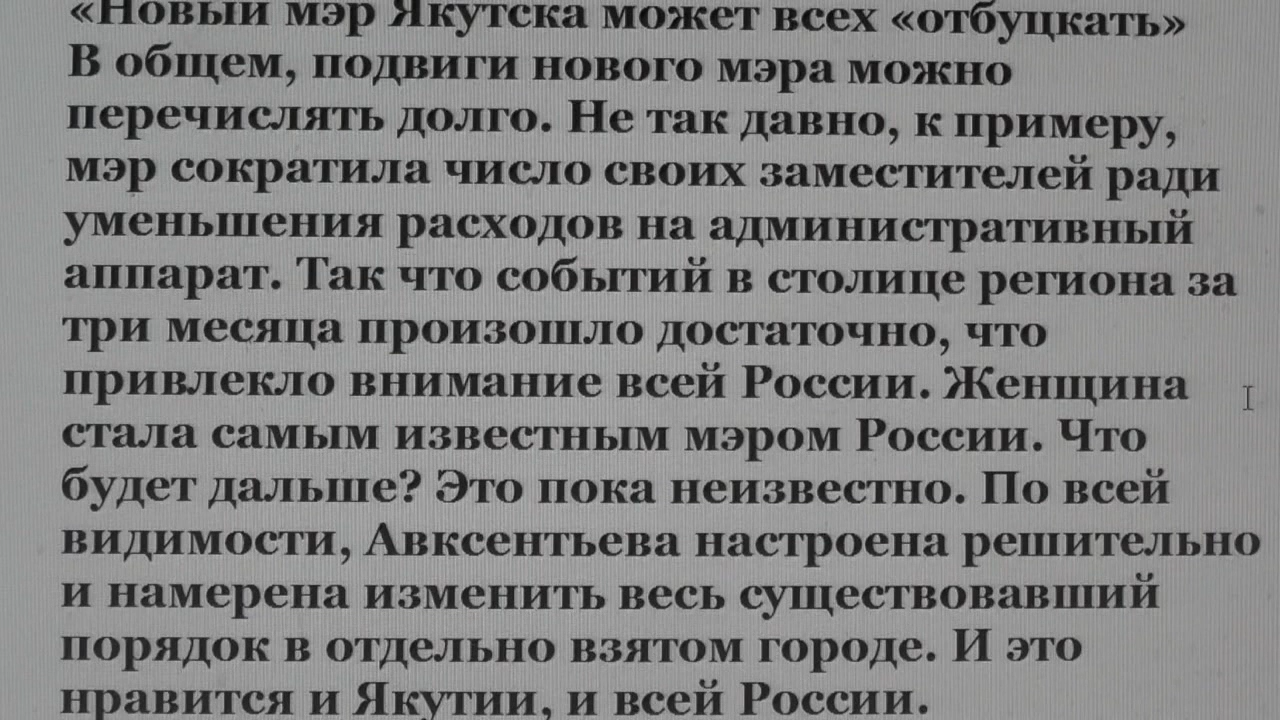 «Новый мэр Якутска может всех «отбуцкать»
В общем, подвиги нового мэра можно
перечислять долго. Не так давно, к примеру,
мэр сократила число своих заместителей ради
уменьшения расходов на административный
аппарат. Так что событий в столице региона за
три месяца произошло достаточно, что
привлекло внимание всей России. Женщина
стала самым известным мэром России. Что
будет дальше? Это пока неизвестно. По всей
видимости, Авксентьева настроена решительно
и намерена изменить весь существовавший
порядок в отдельно взятом городе. И это
нравится и Якутии, и всей России.